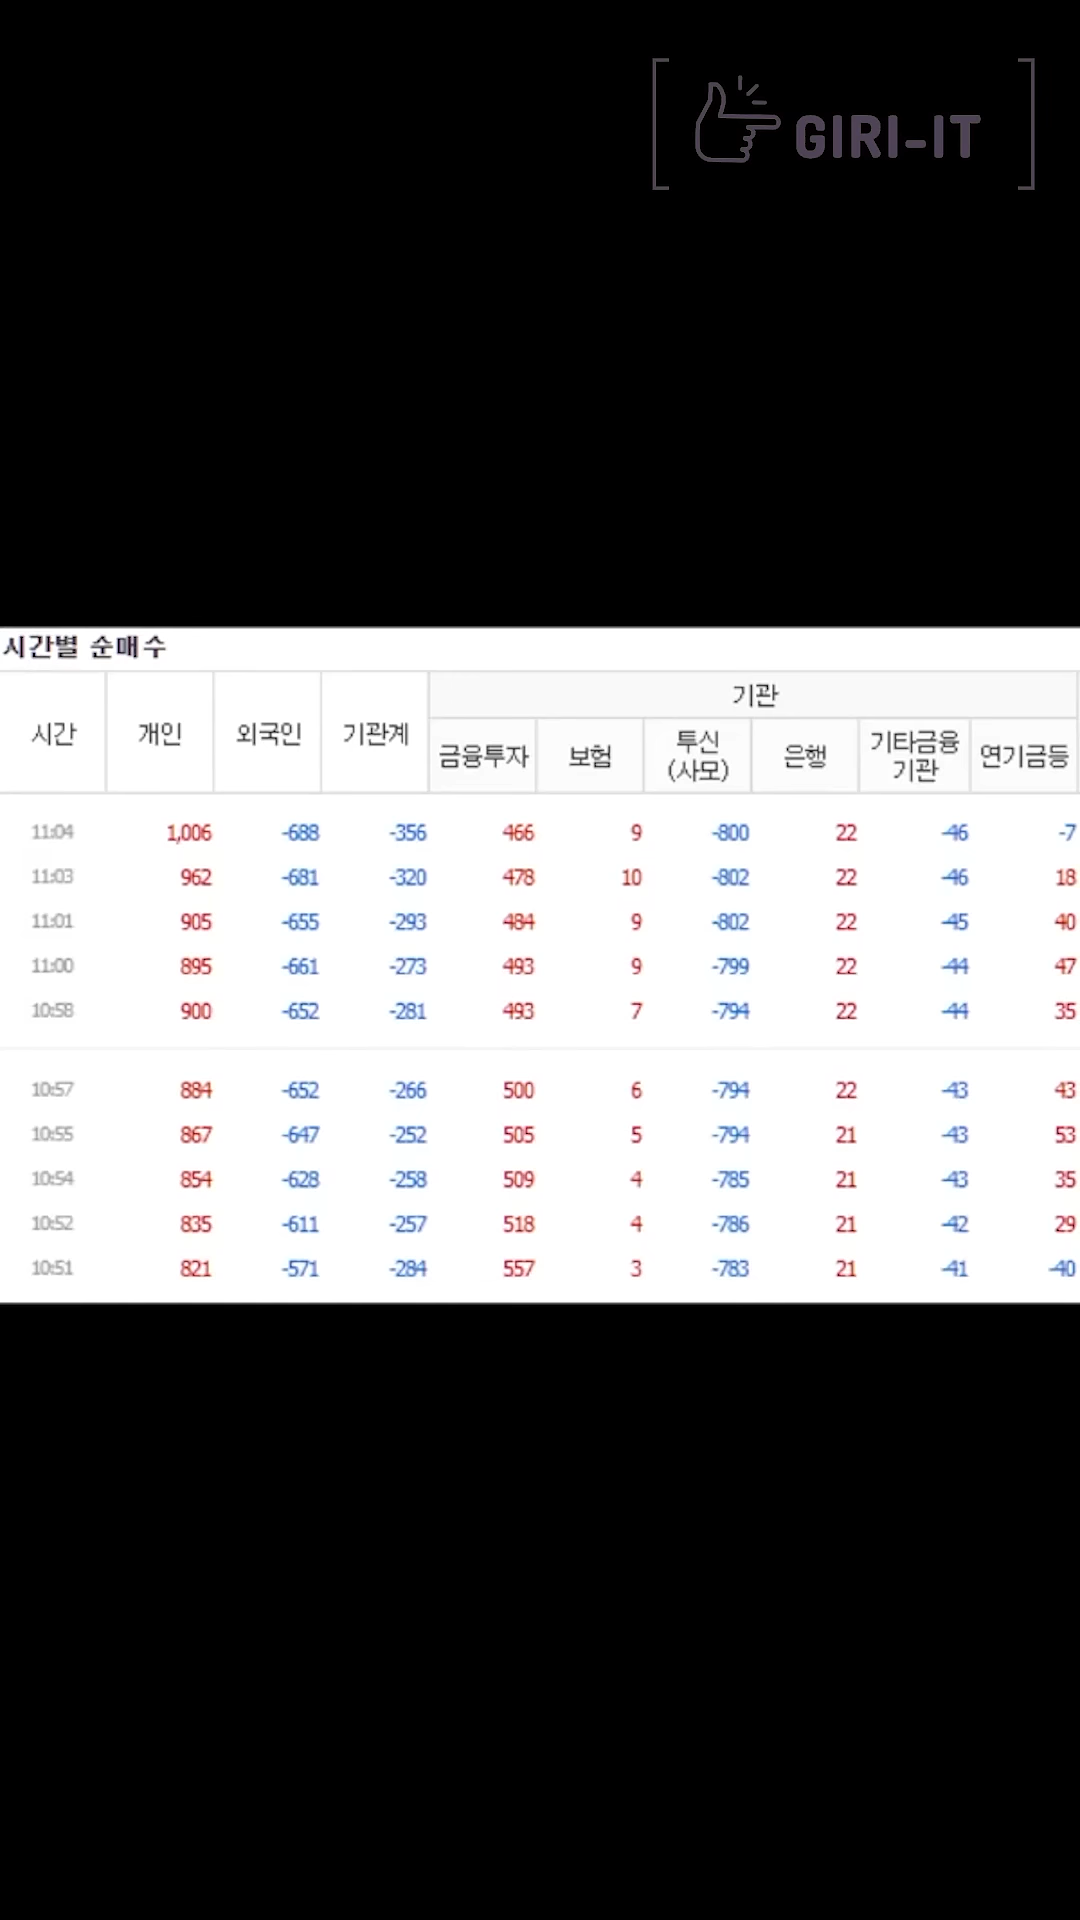 GIRI-IT
시간별 순매수
시간 개인 외국인 기관계 기관
금융투자 보험 투신(사모) 은행 기타금융기관 연기금등
11:04 1,006 -688 -356 466 9 -800 22 -46 -7
11:03 962 -681 -320 478 10 -802 22 -46 18
11:01 905 -655 -293 484 9 -802 22 -45 40
11:00 895 -661 -273 493 9 -799 22 -44 47
10:58 900 -652 -281 493 7 -794 22 -44 35
10:57 884 -652 -266 500 6 -794 22 -43 43
10:55 867 -647 -252 505 5 -794 21 -43 53
10:54 854 -628 -258 509 4 -785 21 -43 35
10:52 835 -611 -257 518 4 -786 21 -42 29
10:51 821 -571 -284 557 3 -783 21 -41 -40